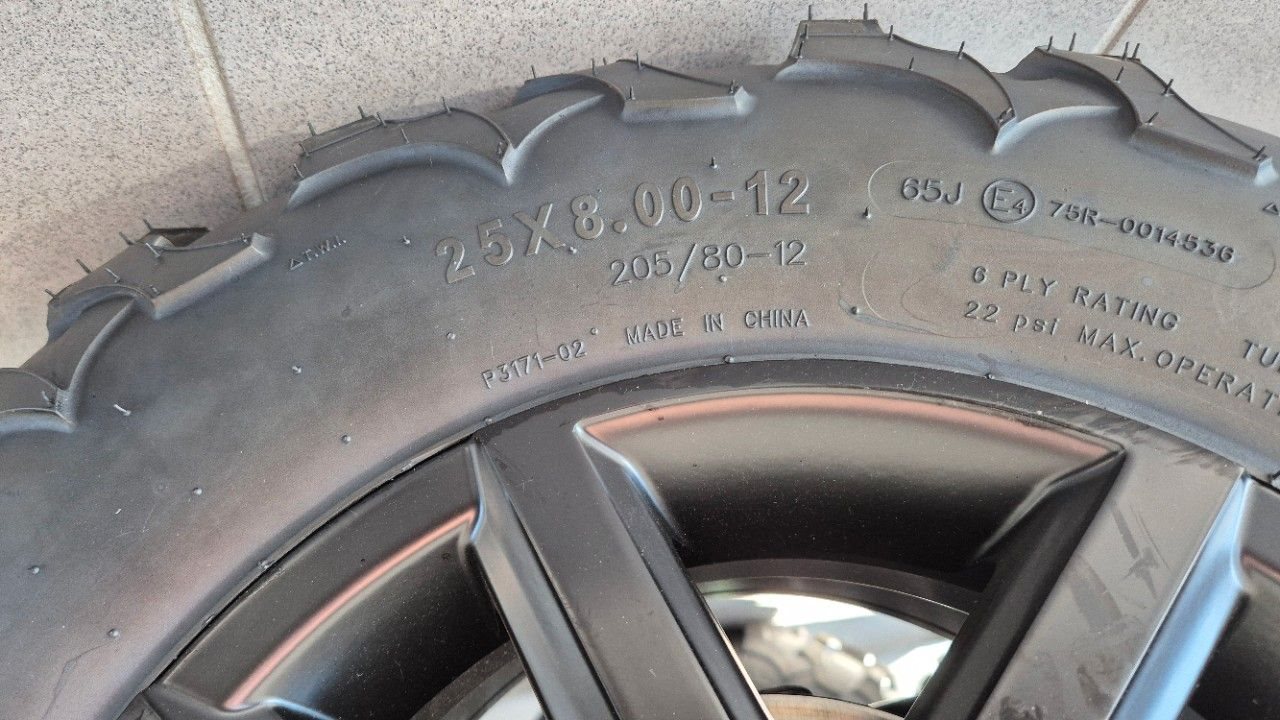 △T.W.I.
25X8.00-12
205/80-12
P3171-02 MADE IN CHINA
65J E4 75R-0014536
6 PLY RATING
22 psi MAX. OPERAT